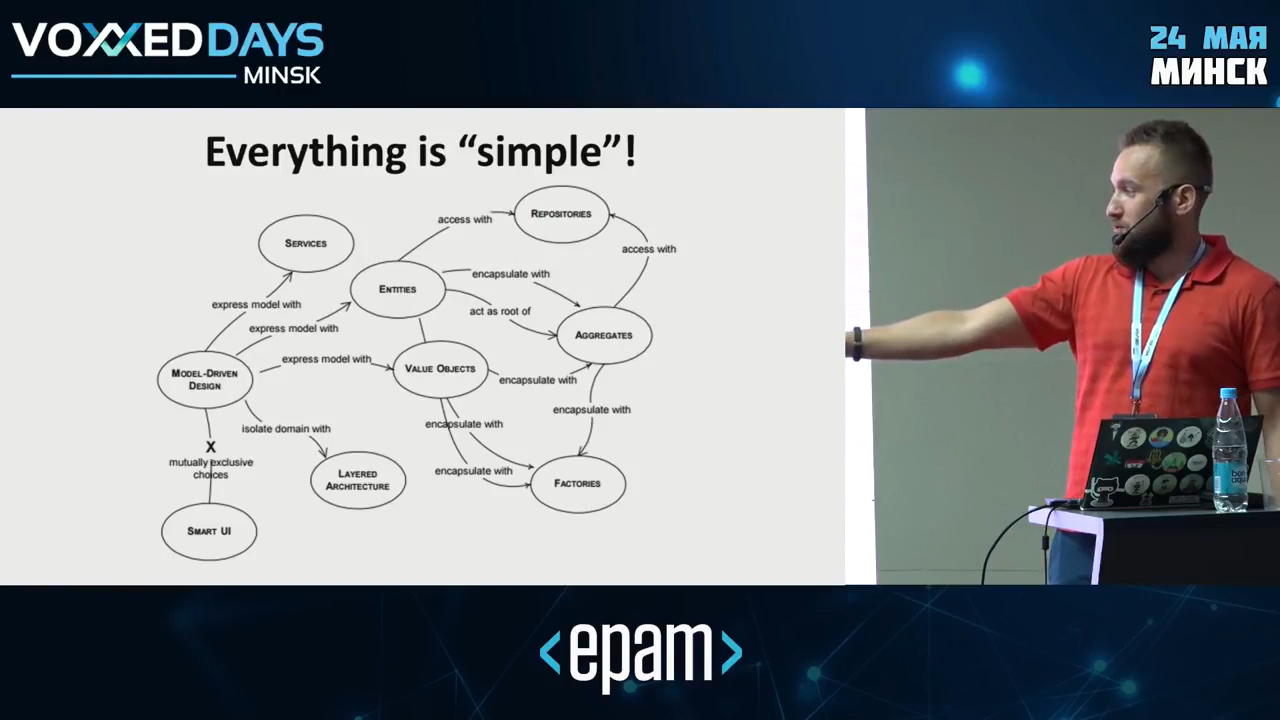 VOXXEDDAYS
MINSK
24 МАЯ
МИНСК
Everything is “simple”!
REPOSITORIES
access with
SERVICES
access with
ENTITIES
encapsulate with
express model with
act as root of
express model with
AGGREGATES
express model with
VALUE OBJECTS
MODEL-DRIVEN
DESIGN
encapsulate with
encapsulate with
encapsulate with
isolate domain with
X
mutually exclusive
choices
encapsulate with
LAYERED
ARCHITECTURE
FACTORIES
SMART UI
<epam>